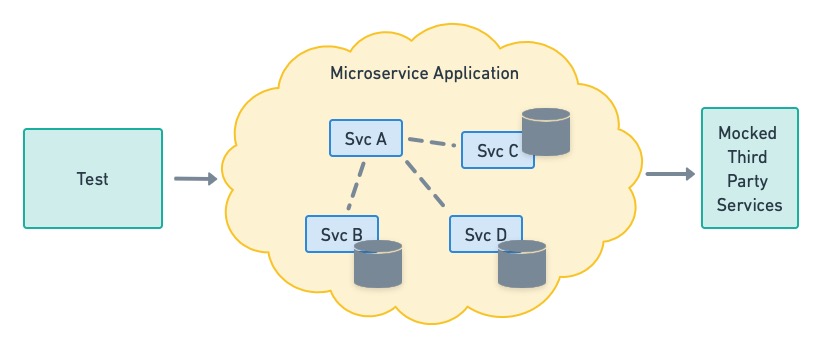 Microservice Application
Test
Svc A
Svc C
Svc B
Svc D
Mocked
Third
Party
Services